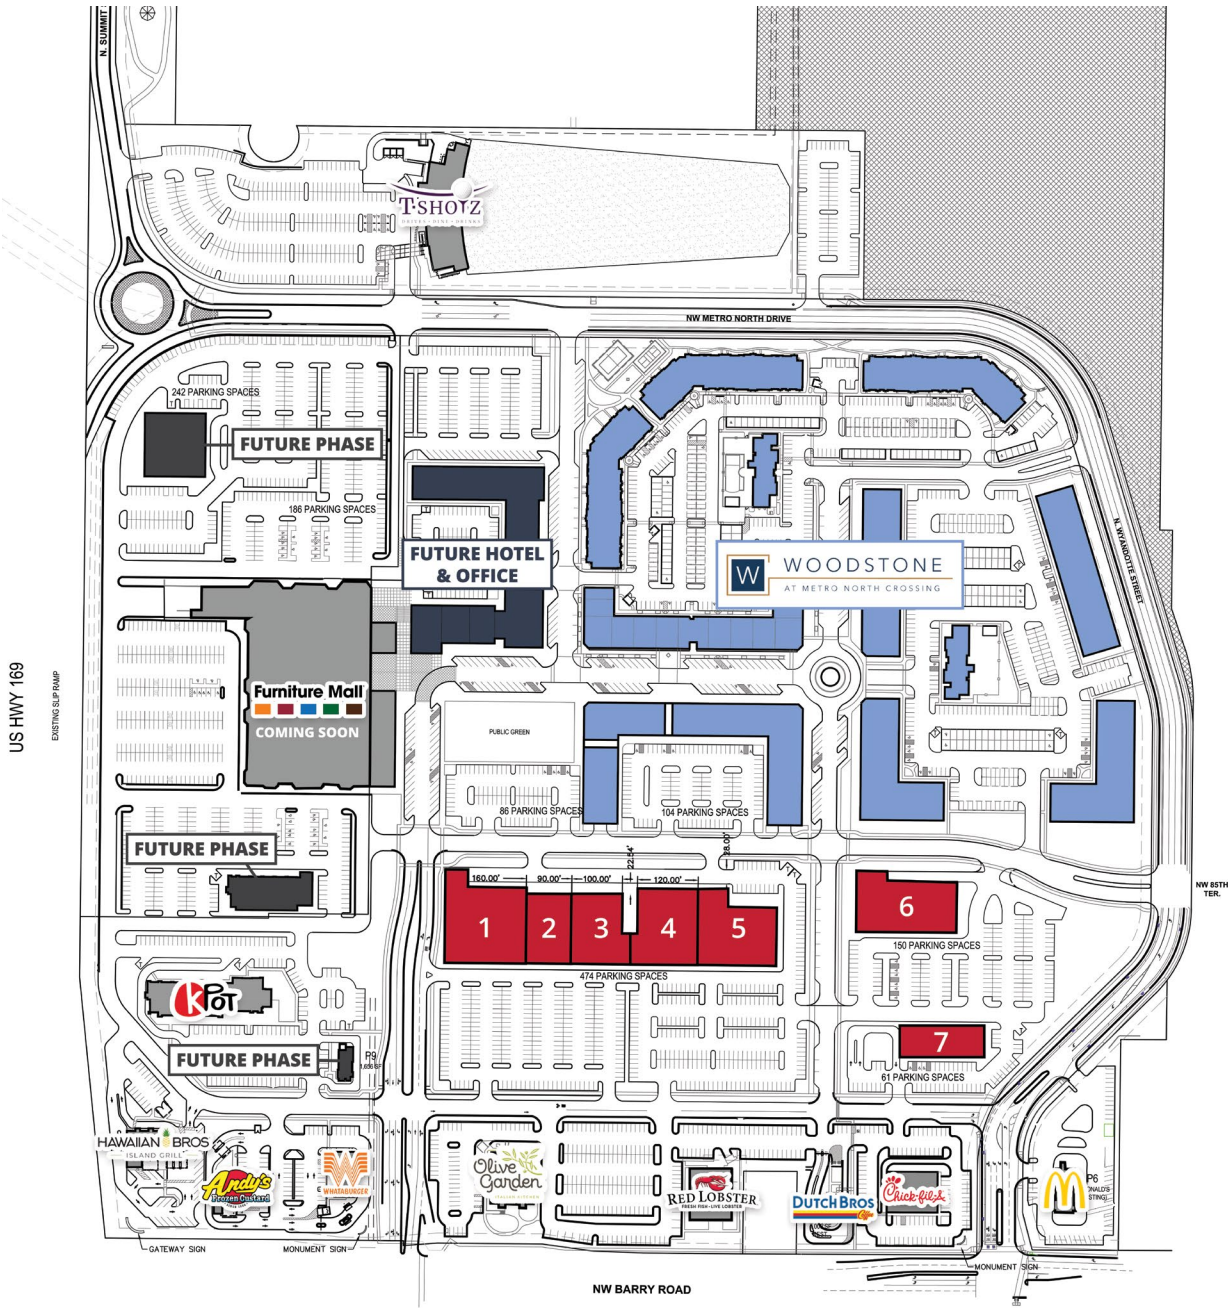 N. SUMMIT
T-SHOTZ
NW METRO NORTH DRIVE
242 PARKING SPACES
FUTURE PHASE
186 PARKING SPACES
FUTURE HOTEL
& OFFICE
W
WOODSTONE
AT METRO NORTH CROSSING
N. WYANDOTTE STREET
US HWY 169
EXISTING SLIP RAMP
Furniture Mall
COMING SOON
PUBLIC GREEN
86 PARKING SPACES
104 PARKING SPACES
FUTURE PHASE
160.00'
90.00'
100.00'
22.54'
120.00'
28.00'
NW 85TH
TER.
1
2
3
4
5
6
474 PARKING SPACES
150 PARKING SPACES
KPOT
FUTURE PHASE
P9
7
61 PARKING SPACES
HAWAIIAN BROS
ISLAND GRILL
Andy's
Frozen Custard
W
WHATABURGER
Olive
Garden
ITALIAN KITCHEN
RED LOBSTER
FRESH FISH • LIVE LOBSTER
DUTCH BROS
Coffee
Chick-fil-A
M
P6
GATEWAY SIGN
MONUMENT SIGN
MONUMENT SIGN
NW BARRY ROAD